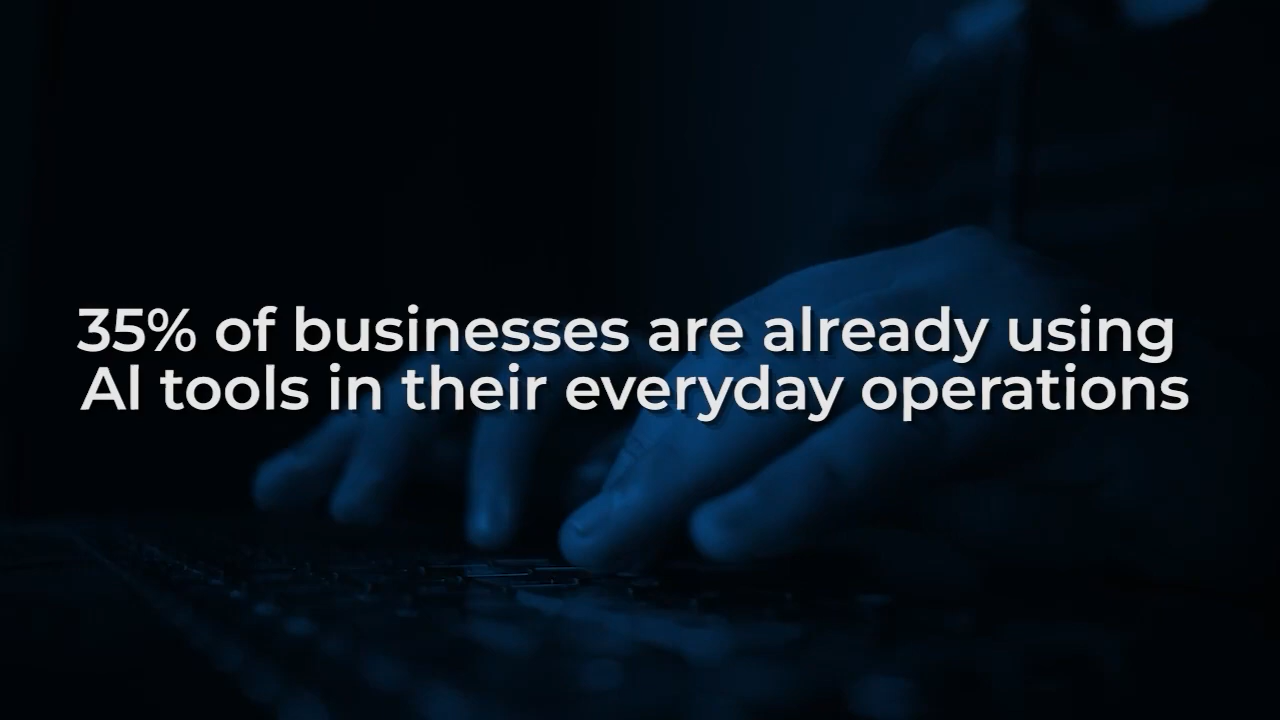 35% of businesses are already using
AI tools in their everyday operations